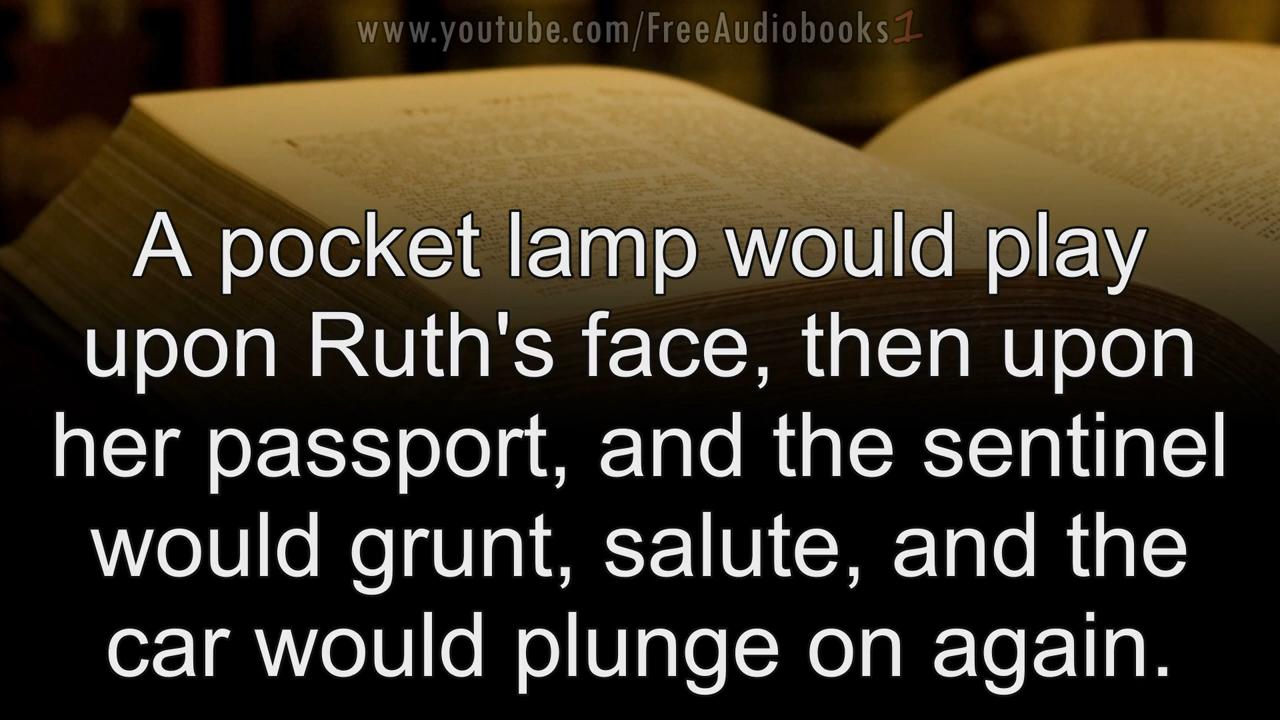 www.youtube.com/FreeAudiobooks1
A pocket lamp would play
upon Ruth's face, then upon
her passport, and the sentinel
would grunt, salute, and the
car would plunge on again.